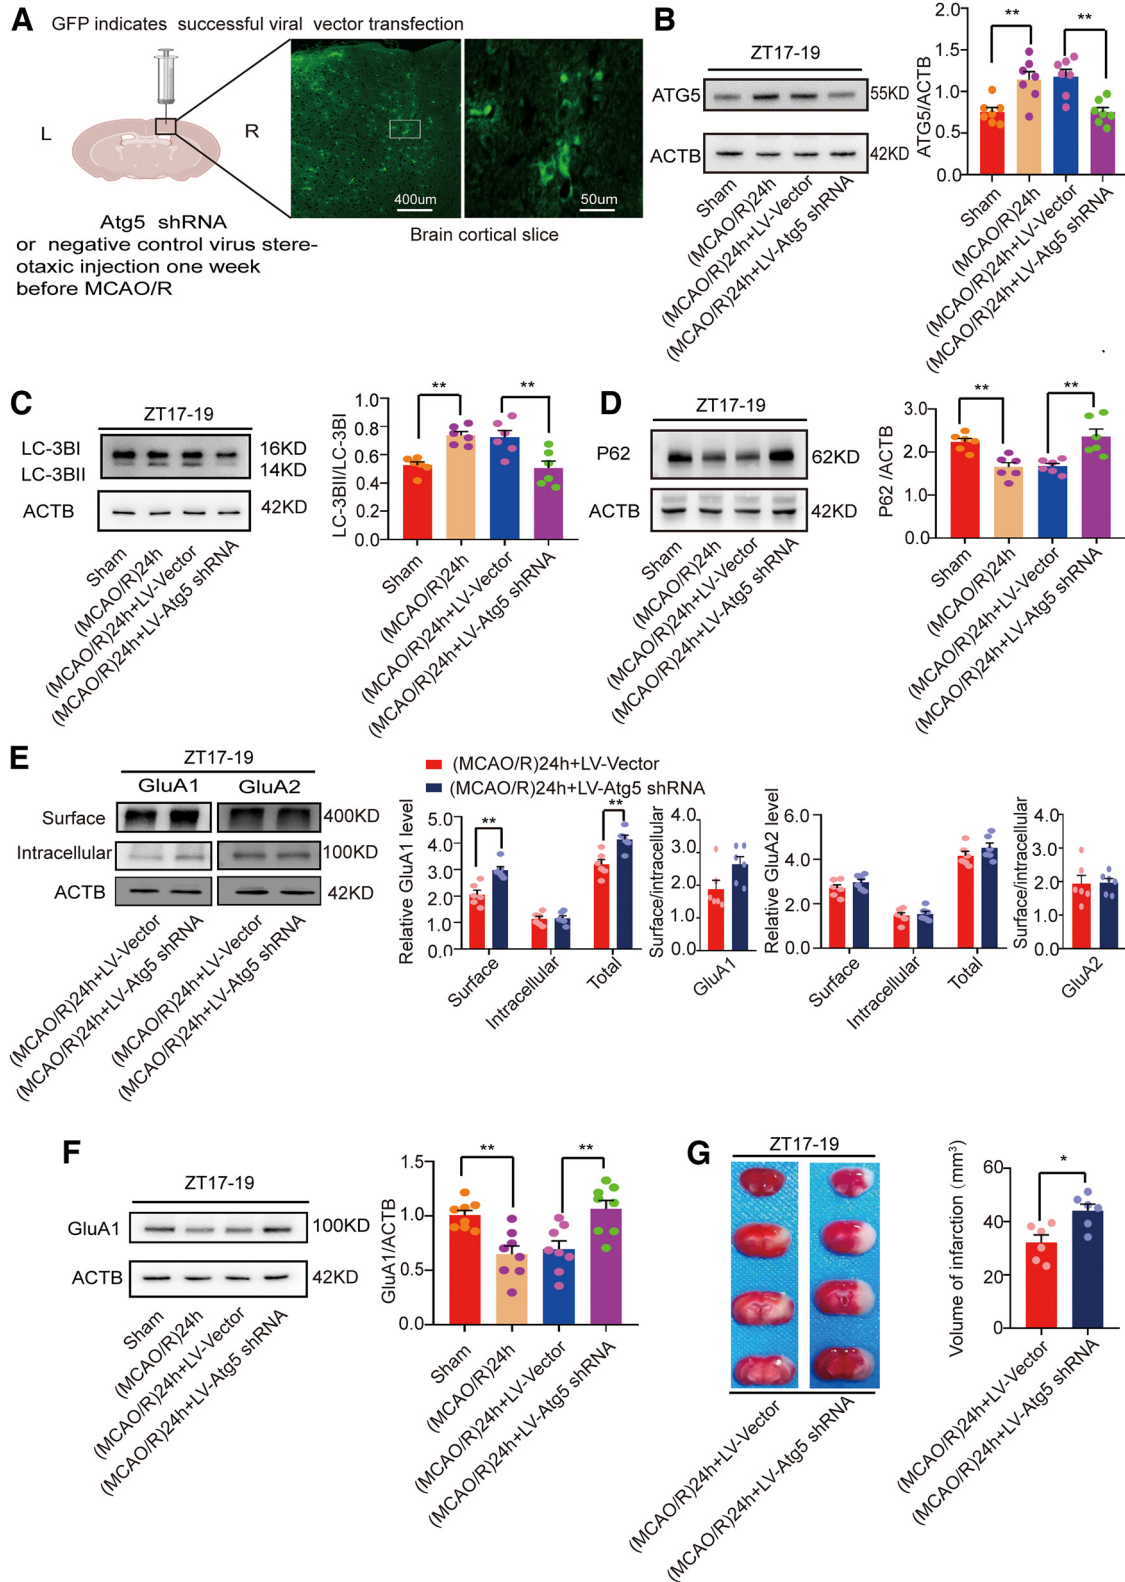 A
GFP indicates successful viral vector transfection
L
R
400um
50um
Brain cortical slice
Atg5 shRNA
or negative control virus stere-
otaxic injection one week
before MCAO/R
B
ZT17-19
ATG5
55KD
ACTB
42KD
Sham
(MCAO/R)24h
(MCAO/R)24h+LV-Vector
(MCAO/R)24h+LV-Atg5 shRNA
ATG5/ACTB
2.0
1.5
1.0
0.5
0.0
**
**
Sham
(MCAO/R)24h
(MCAO/R)24h+LV-Vector
(MCAO/R)24h+LV-Atg5 shRNA
C
ZT17-19
LC-3BI
16KD
LC-3BII
14KD
ACTB
42KD
Sham
(MCAO/R)24h
(MCAO/R)24h+LV-Vector
(MCAO/R)24h+LV-Atg5 shRNA
LC-3BII/LC-3BI
1.0
0.8
0.6
0.4
0.2
0.0
**
**
Sham
(MCAO/R)24h
(MCAO/R)24h+LV-Vector
(MCAO/R)24h+LV-Atg5 shRNA
D
ZT17-19
P62
62KD
ACTB
42KD
Sham
(MCAO/R)24h
(MCAO/R)24h+LV-Vector
(MCAO/R)24h+LV-Atg5 shRNA
P62 /ACTB
3.0
2.0
1.0
0.0
**
**
Sham
(MCAO/R)24h
(MCAO/R)24h+LV-Vector
(MCAO/R)24h+LV-Atg5 shRNA
E
ZT17-19
GluA1
GluA2
Surface
400KD
Intracellular
100KD
ACTB
42KD
(MCAO/R)24h+LV-Vector
(MCAO/R)24h+LV-Atg5 shRNA
(MCAO/R)24h+LV-Vector
(MCAO/R)24h+LV-Atg5 shRNA
(MCAO/R)24h+LV-Vector
(MCAO/R)24h+LV-Atg5 shRNA
Relative GluA1 level
5.0
4.0
3.0
2.0
1.0
0.0
**
**
Surface
Intracellular
Total
Surface/intracellular
4.0
3.0
2.0
1.0
0.0
GluA1
Relative GluA2 level
6.0
4.0
2.0
0.0
Surface
Intracellular
Total
Surface/intracellular
4.0
3.0
2.0
1.0
0.0
GluA2
F
ZT17-19
GluA1
100KD
ACTB
42KD
Sham
(MCAO/R)24h
(MCAO/R)24h+LV-Vector
(MCAO/R)24h+LV-Atg5 shRNA
GluA1/ACTB
1.5
1.0
0.5
0.0
**
**
Sham
(MCAO/R)24h
(MCAO/R)24h+LV-Vector
(MCAO/R)24h+LV-Atg5 shRNA
G
ZT17-19
(MCAO/R)24h+LV-Vector
(MCAO/R)24h+LV-Atg5 shRNA
Volume of infarction (mm³)
60
40
20
0
*
(MCAO/R)24h+LV-Vector
(MCAO/R)24h+LV-Atg5 shRNA